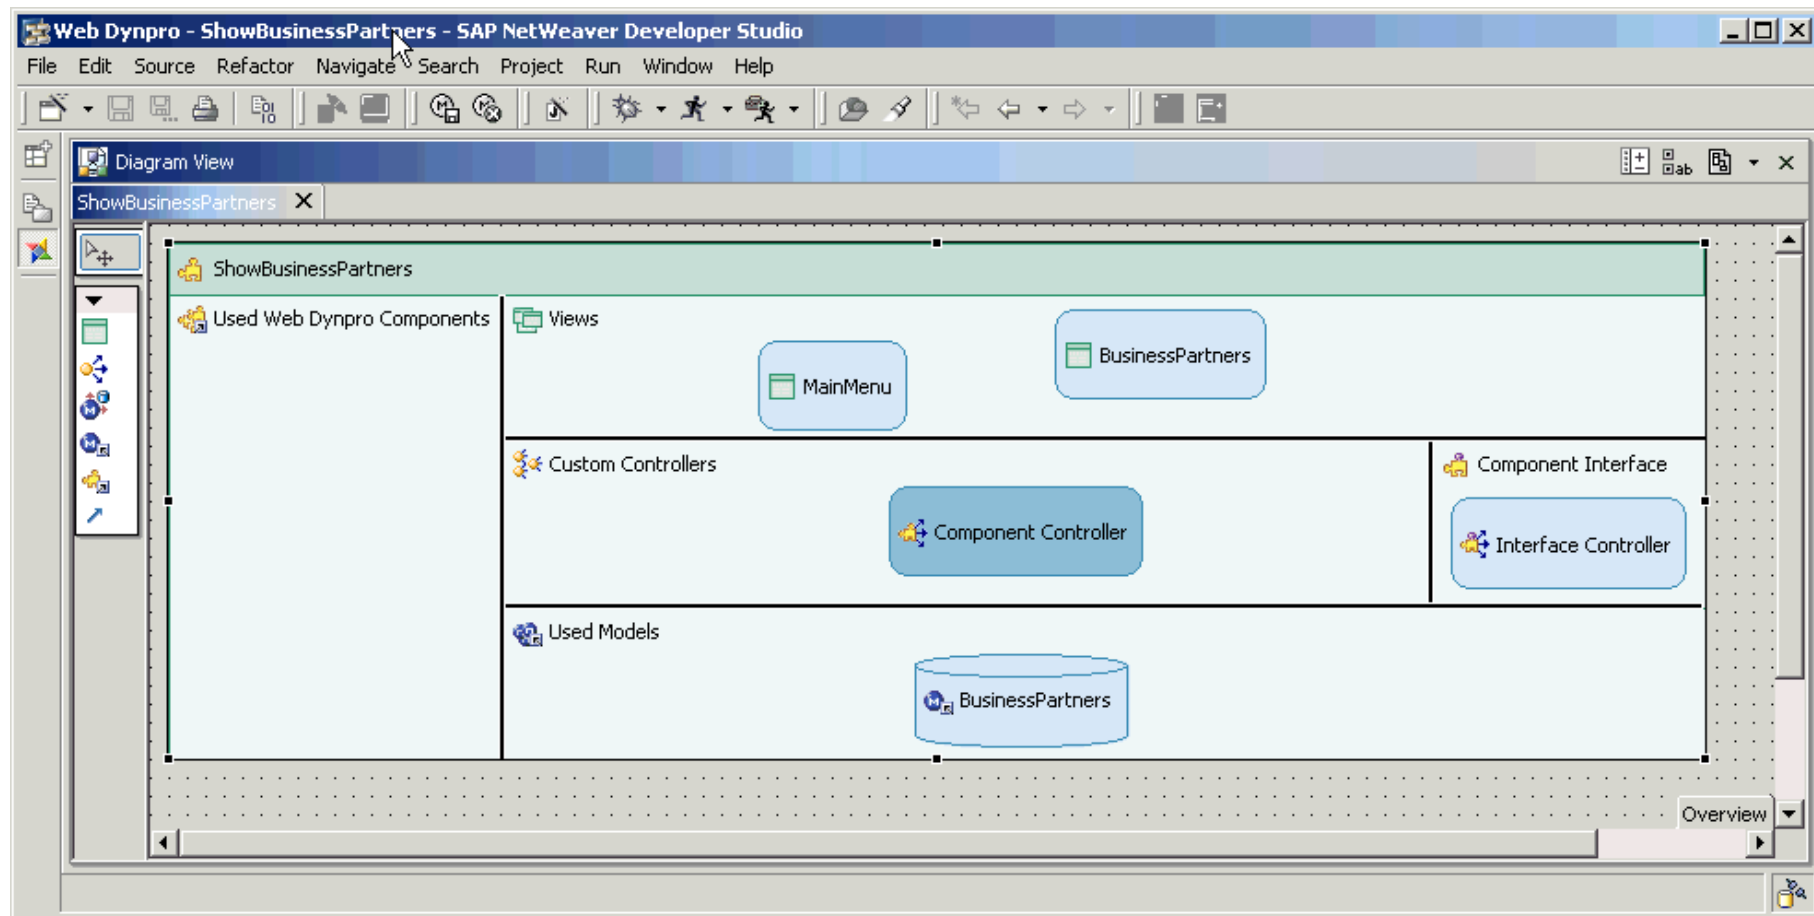 Web Dynpro - ShowBusinessPartners - SAP NetWeaver Developer Studio
File Edit Source Refactor Navigate Search Project Run Window Help
Diagram View
ShowBusinessPartners
ShowBusinessPartners
Used Web Dynpro Components
Views
BusinessPartners
MainMenu
Custom Controllers
Component Interface
Component Controller
Interface Controller
Used Models
BusinessPartners
Overview